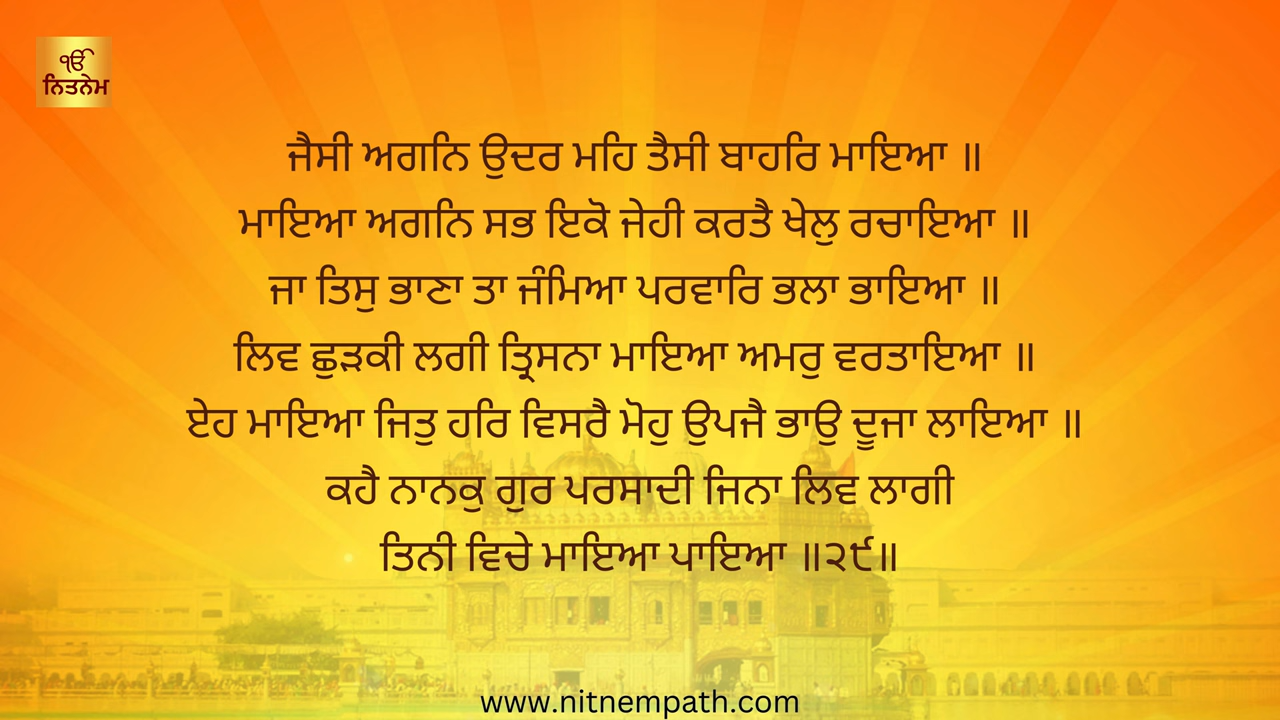 ੴ
ਨਿਤਨੇਮ
ਜੈਸੀ ਅਗਨਿ ਉਦਰ ਮਹਿ ਤੈਸੀ ਬਾਹਰਿ ਮਾਇਆ ॥
ਮਾਇਆ ਅਗਨਿ ਸਭ ਇਕੋ ਜੇਹੀ ਕਰਤੈ ਖੇਲੁ ਰਚਾਇਆ ॥
ਜਾ ਤਿਸੁ ਭਾਣਾ ਤਾ ਜੰਮਿਆ ਪਰਵਾਰਿ ਭਲਾ ਭਾਇਆ ॥
ਲਿਵ ਛੁੜਕੀ ਲਗੀ ਤ੍ਰਿਸਨਾ ਮਾਇਆ ਅਮਰੁ ਵਰਤਾਇਆ ॥
ਏਹ ਮਾਇਆ ਜਿਤੁ ਹਰਿ ਵਿਸਰੈ ਮੋਹੁ ਉਪਜੈ ਭਾਉ ਦੂਜਾ ਲਾਇਆ ॥
ਕਹੈ ਨਾਨਕੁ ਗੁਰ ਪਰਸਾਦੀ ਜਿਨਾ ਲਿਵ ਲਾਗੀ
ਤਿਨੀ ਵਿਚੇ ਮਾਇਆ ਪਾਇਆ ॥੨੯॥
www.nitnempath.com